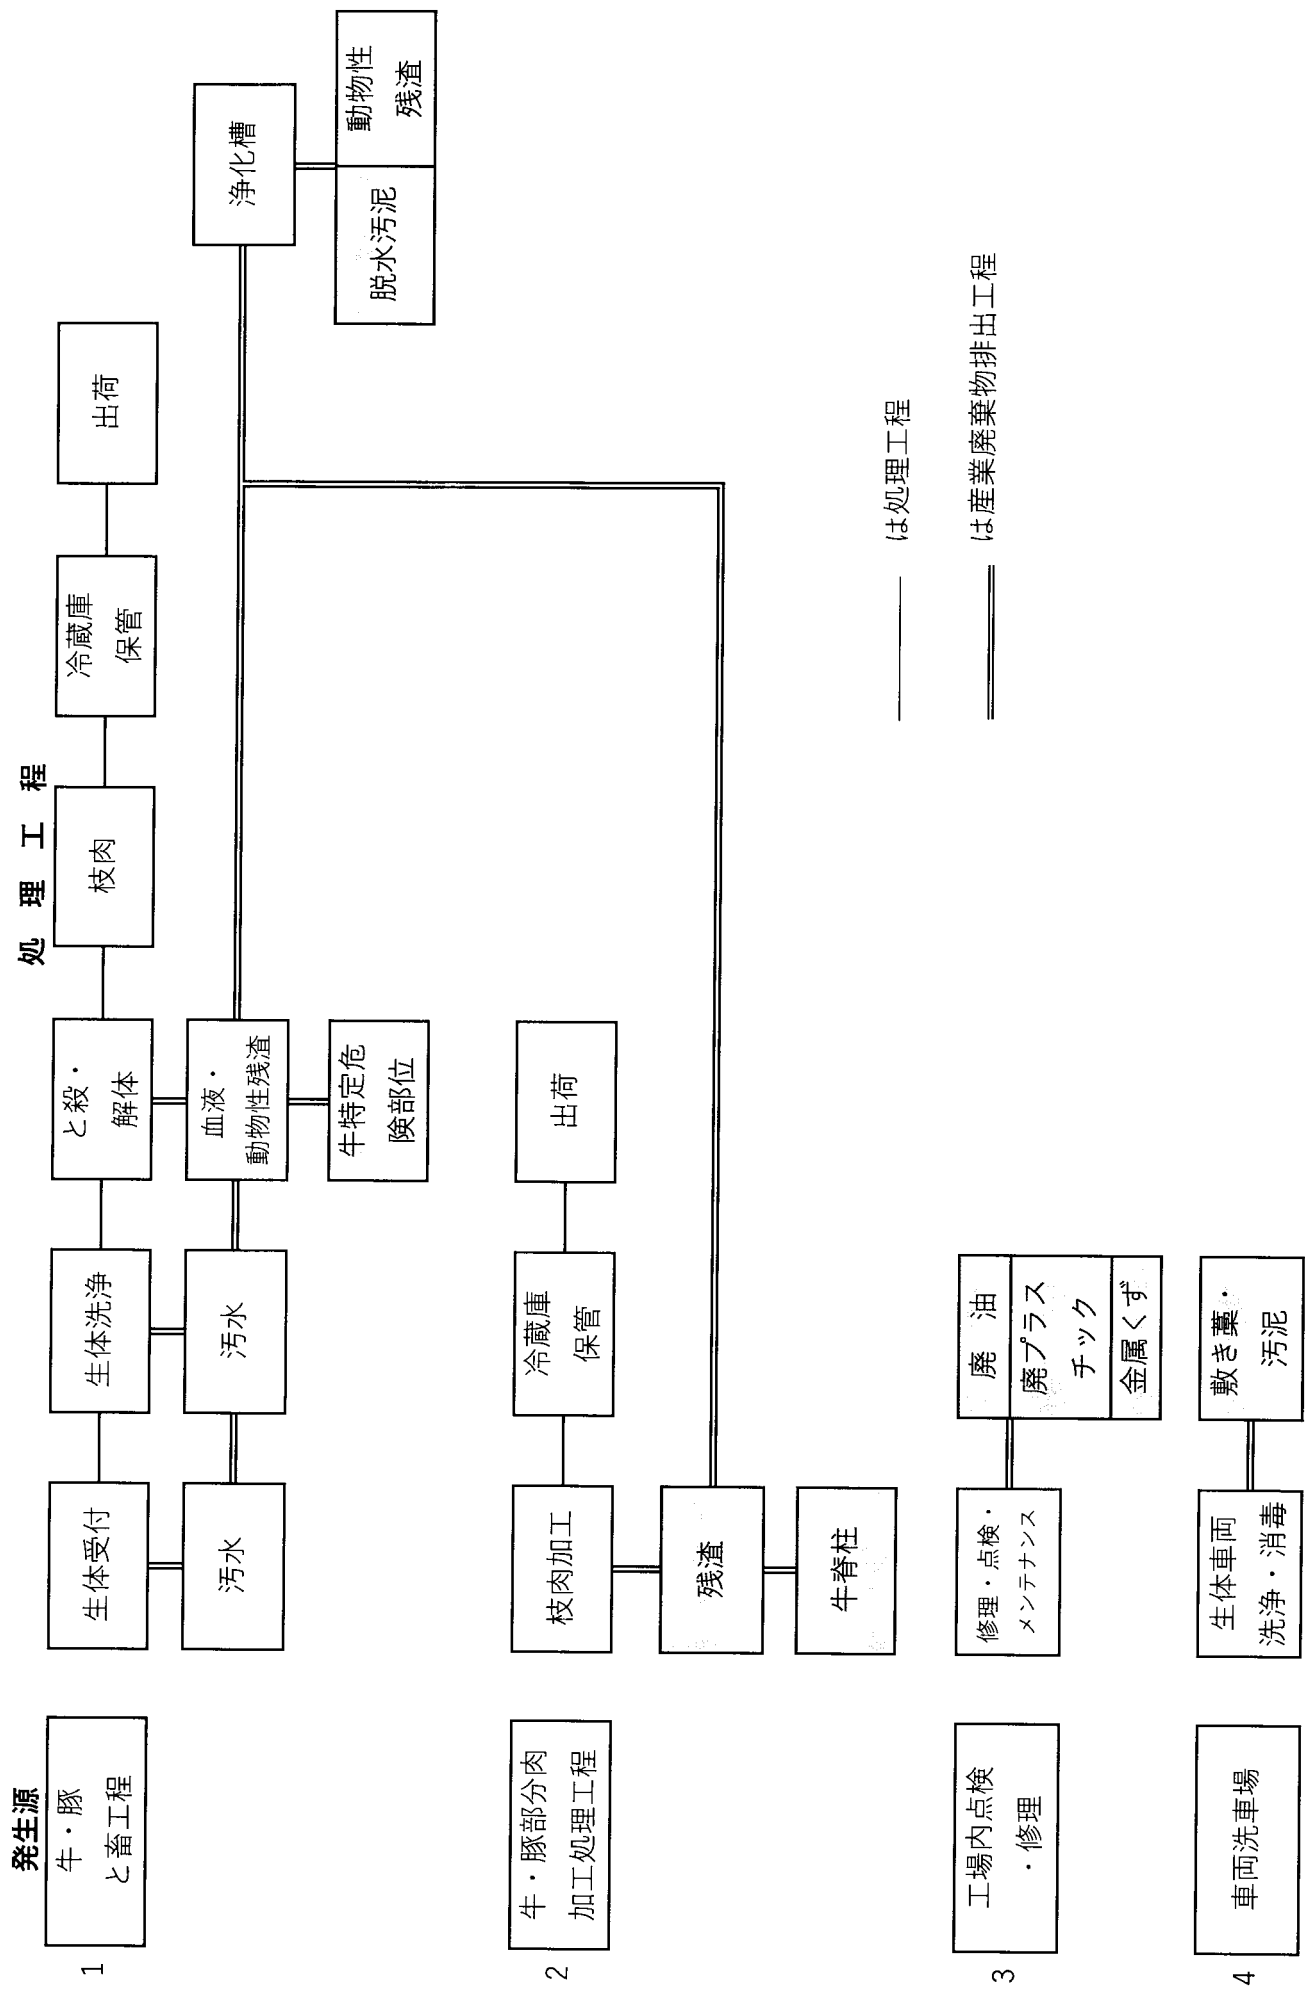 発生源
処理工程
1
牛・豚
と畜工程
生体受付
生体洗浄
と殺・
解体
枝肉
冷蔵庫
保管
出荷
汚水
汚水
血液・
動物性残渣
浄化槽
牛特定危
険部位
脱水汚泥
動物性
残渣
2
牛・豚部分肉
加工処理工程
枝肉加工
冷蔵庫
保管
出荷
残渣
牛脊柱
は処理工程
は産業廃棄物排出工程
3
工場内点検
・修理
修理・点検・
メンテナンス
廃油
廃プラス
チック
金属くず
4
車両洗車場
生体車両
洗浄・消毒
敷き藁・
汚泥